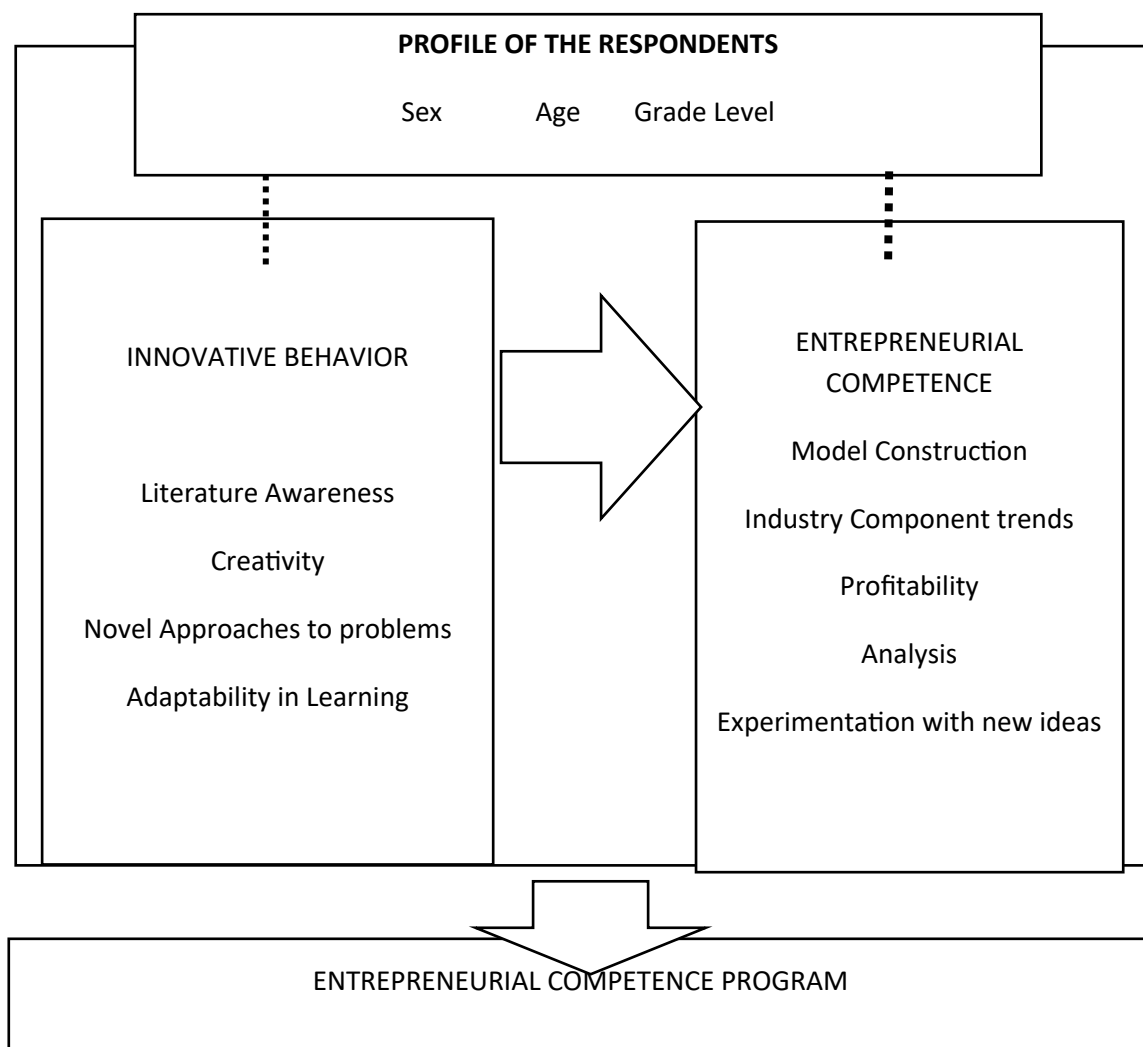 PROFILE OF THE RESPONDENTS
Sex Age Grade Level
INNOVATIVE BEHAVIOR
Literature Awareness
Creativity
Novel Approaches to problems
Adaptability in Learning
ENTREPRENEURIAL
COMPETENCE
Model Construction
Industry Component trends
Profitability
Analysis
Experimentation with new ideas
ENTREPRENEURIAL COMPETENCE PROGRAM